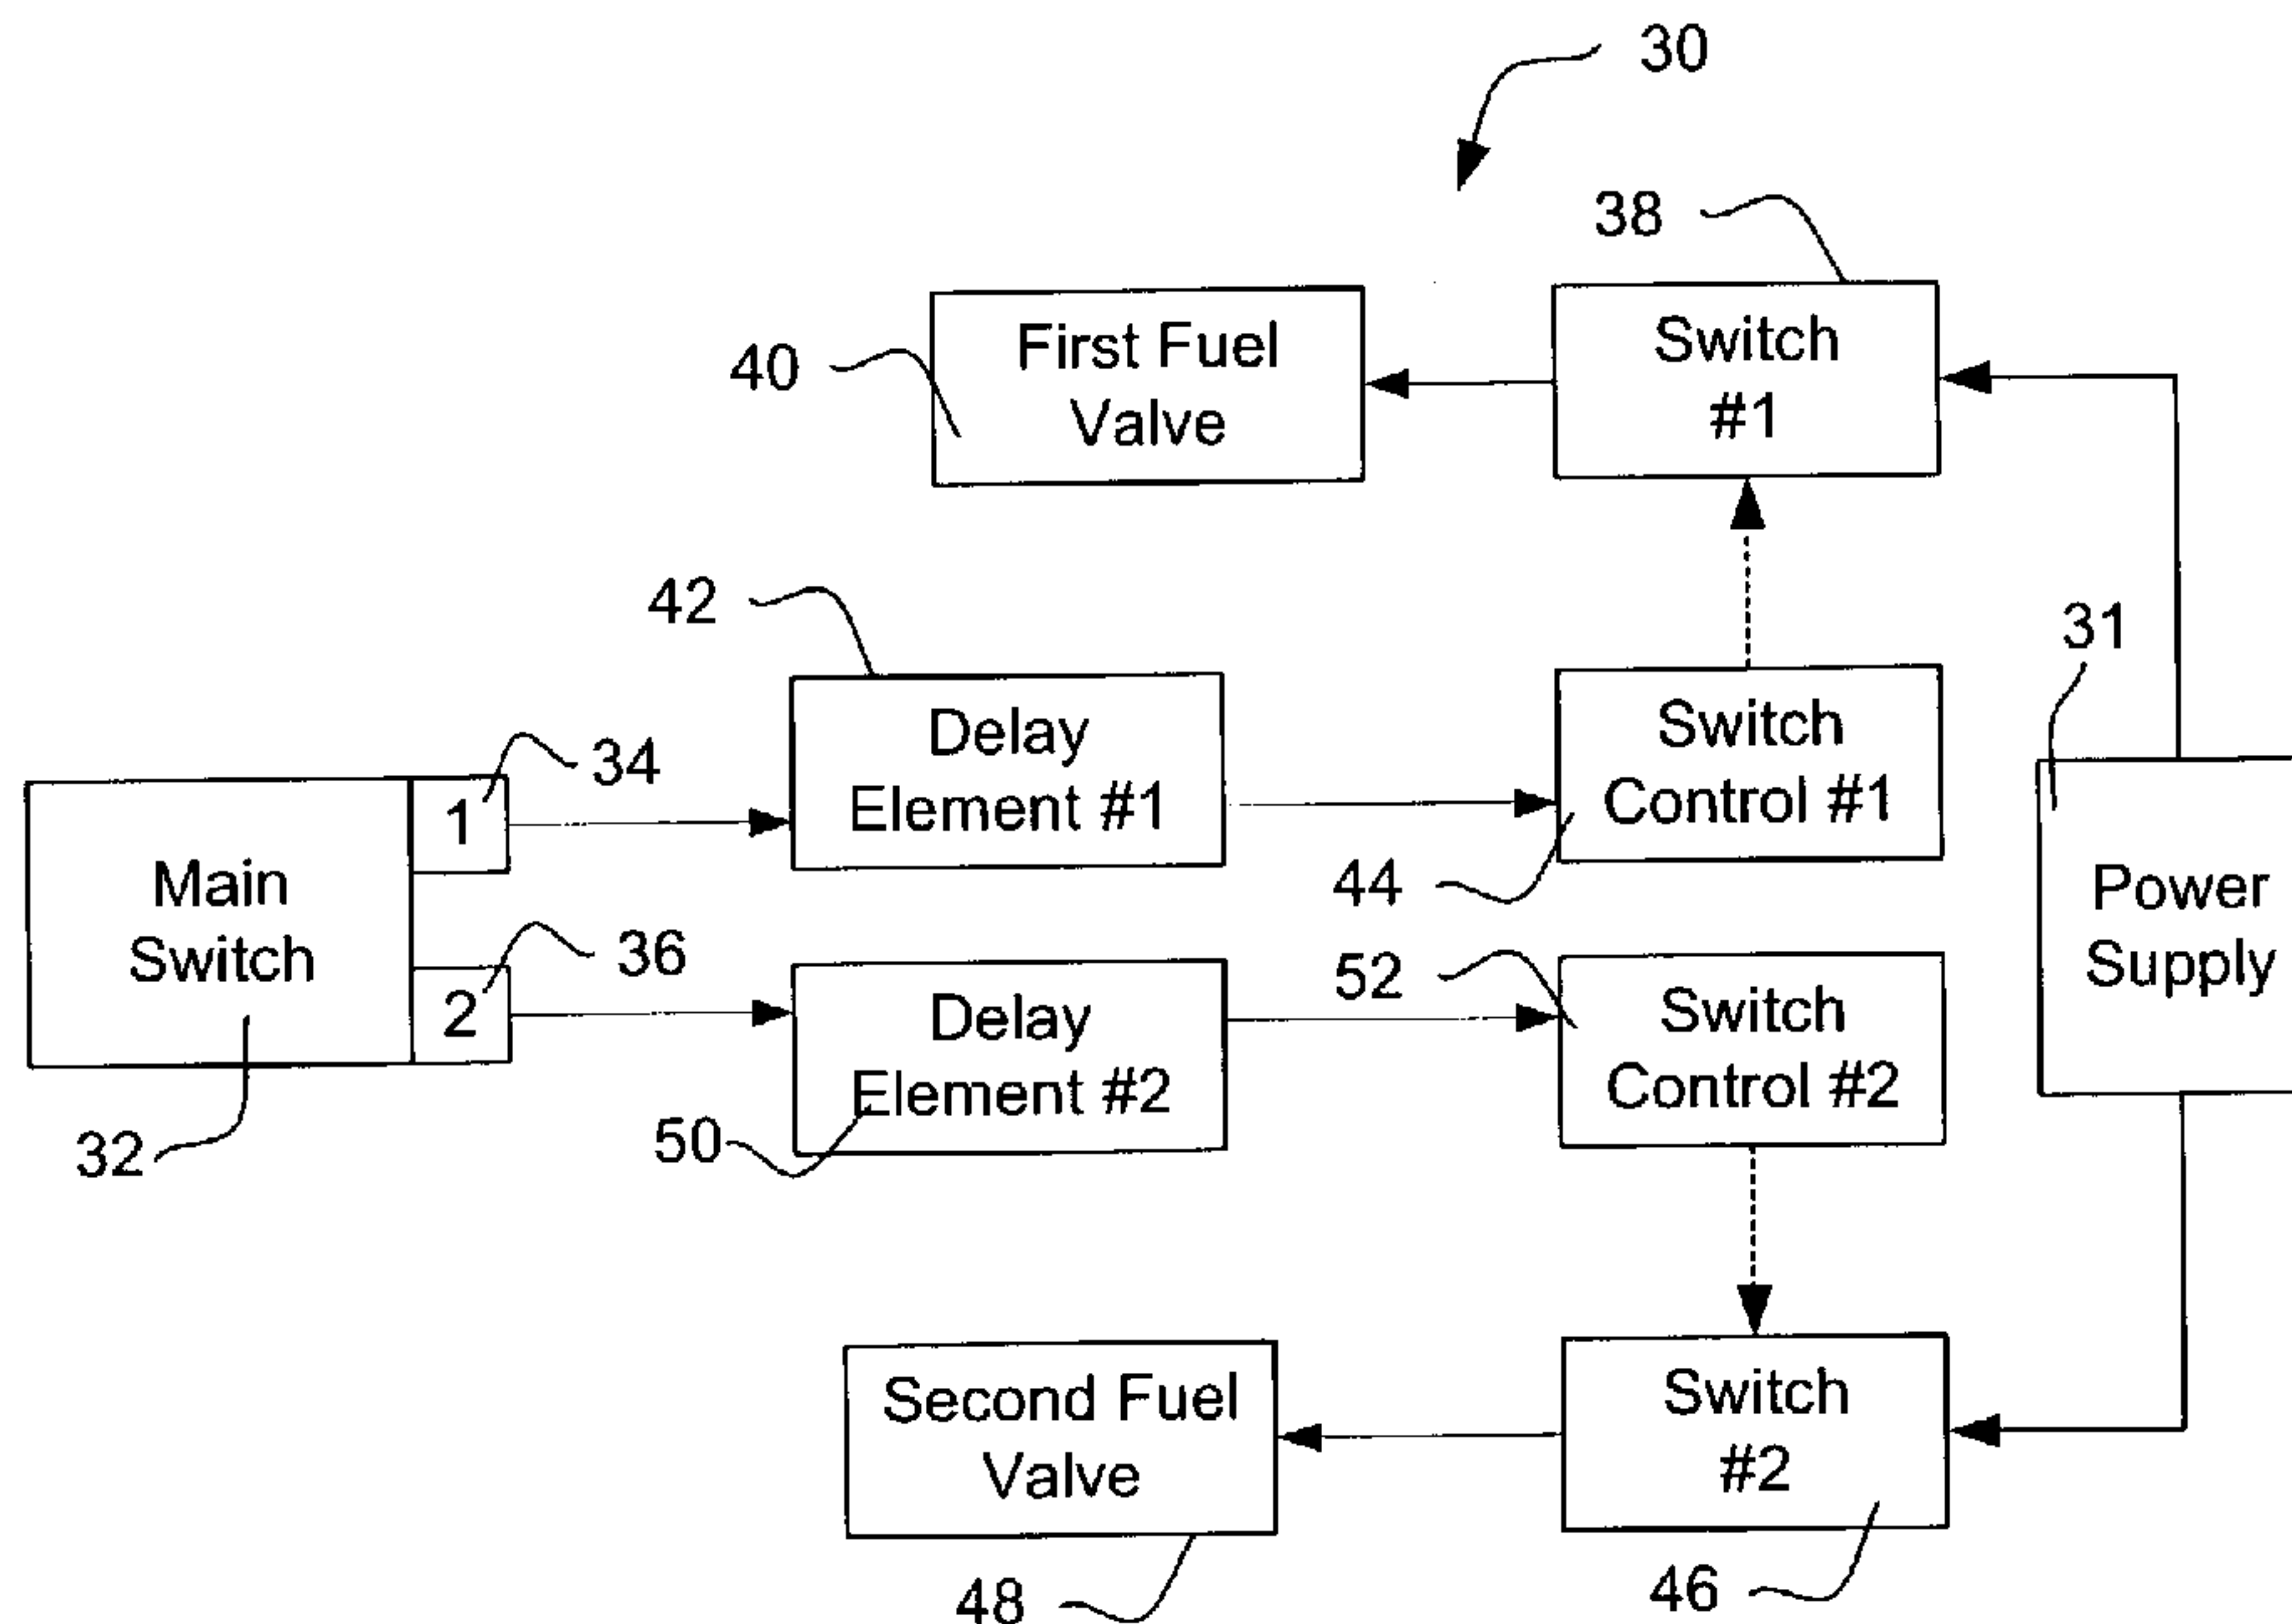 30
38
First Fuel
Valve
40
Switch
#1
42
31
Delay
Element #1
Switch
Control #1
34
1
44
Main
Switch
Power
Supply
36
2
52
Delay
Element #2
Switch
Control #2
32
50
Second Fuel
Valve
Switch
#2
48
46